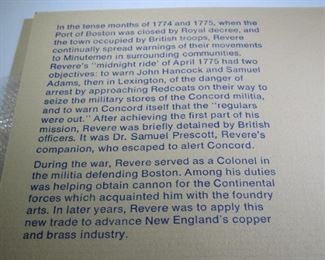 In the tense months of 1774 and 1775, when the
Port of Boston was closed by Royal decree, and
the town occupied by British troops, Revere
continually spread warnings of their movements
to Minutemen in surrounding communities.
Revere's 'midnight ride' of April 1775 had two
objectives: to warn John Hancock and Samuel
Adams, then in Lexington, of the danger of
arrest by approaching Redcoats on their way to
seize the military stores of the Concord militia,
and to warn Concord itself that the "regulars
were out." After achieving the first part of his
mission, Revere was briefly detained by British
officers. It was Dr. Samuel Prescott, Revere's
companion, who escaped to alert Concord.
During the war, Revere served as a Colonel in
the militia defending Boston. Among his duties
was helping obtain cannon for the Continental
forces which acquainted him with the foundry
arts. In later years, Revere was to apply this
new trade to advance New England's copper
and brass industry.